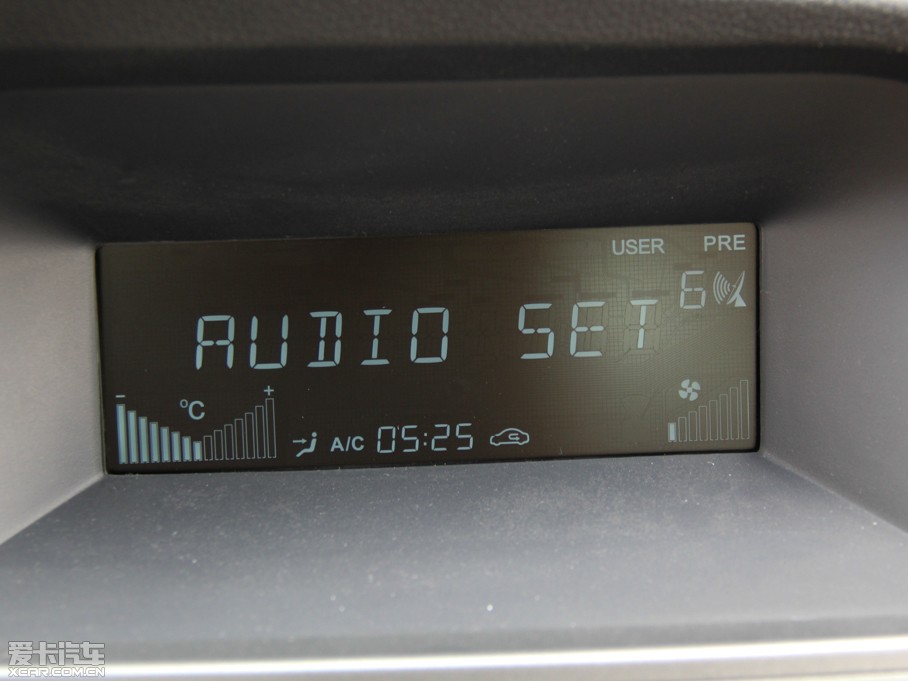 USER PRE
6
AUDIO SET
- +
°C
A/C 05:25
爱卡汽车
XCAR.COM.CN